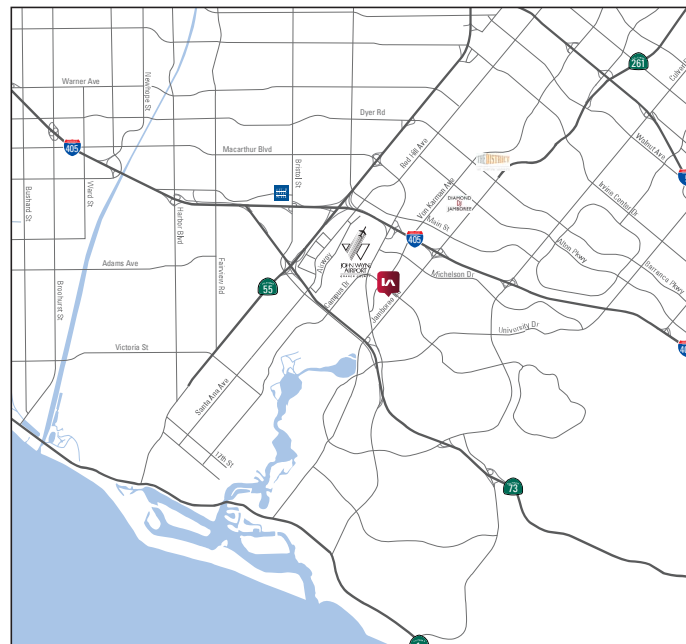 261
Culver
Warner Ave
Newhope St
Dyer Rd
Walnut Ave
405
Macarthur Blvd
Bristol St
Red Hill Ave
THE DISTRICT
Bushard St
Ward St
Harbor Blvd
Von Karman Ave
DIAMOND
JAMBOREE
Irvine Center Dr
Main St
405
JOHN WAYNE
AIRPORT
Airway
Alton Pkwy
Barranca Pkwy
Adams Ave
Fairview Rd
Michelson Dr
55
Campus Dr
Jamboree
Brookhurst St
University Dr
Victoria St
Santa Ana Ave
17th St
73